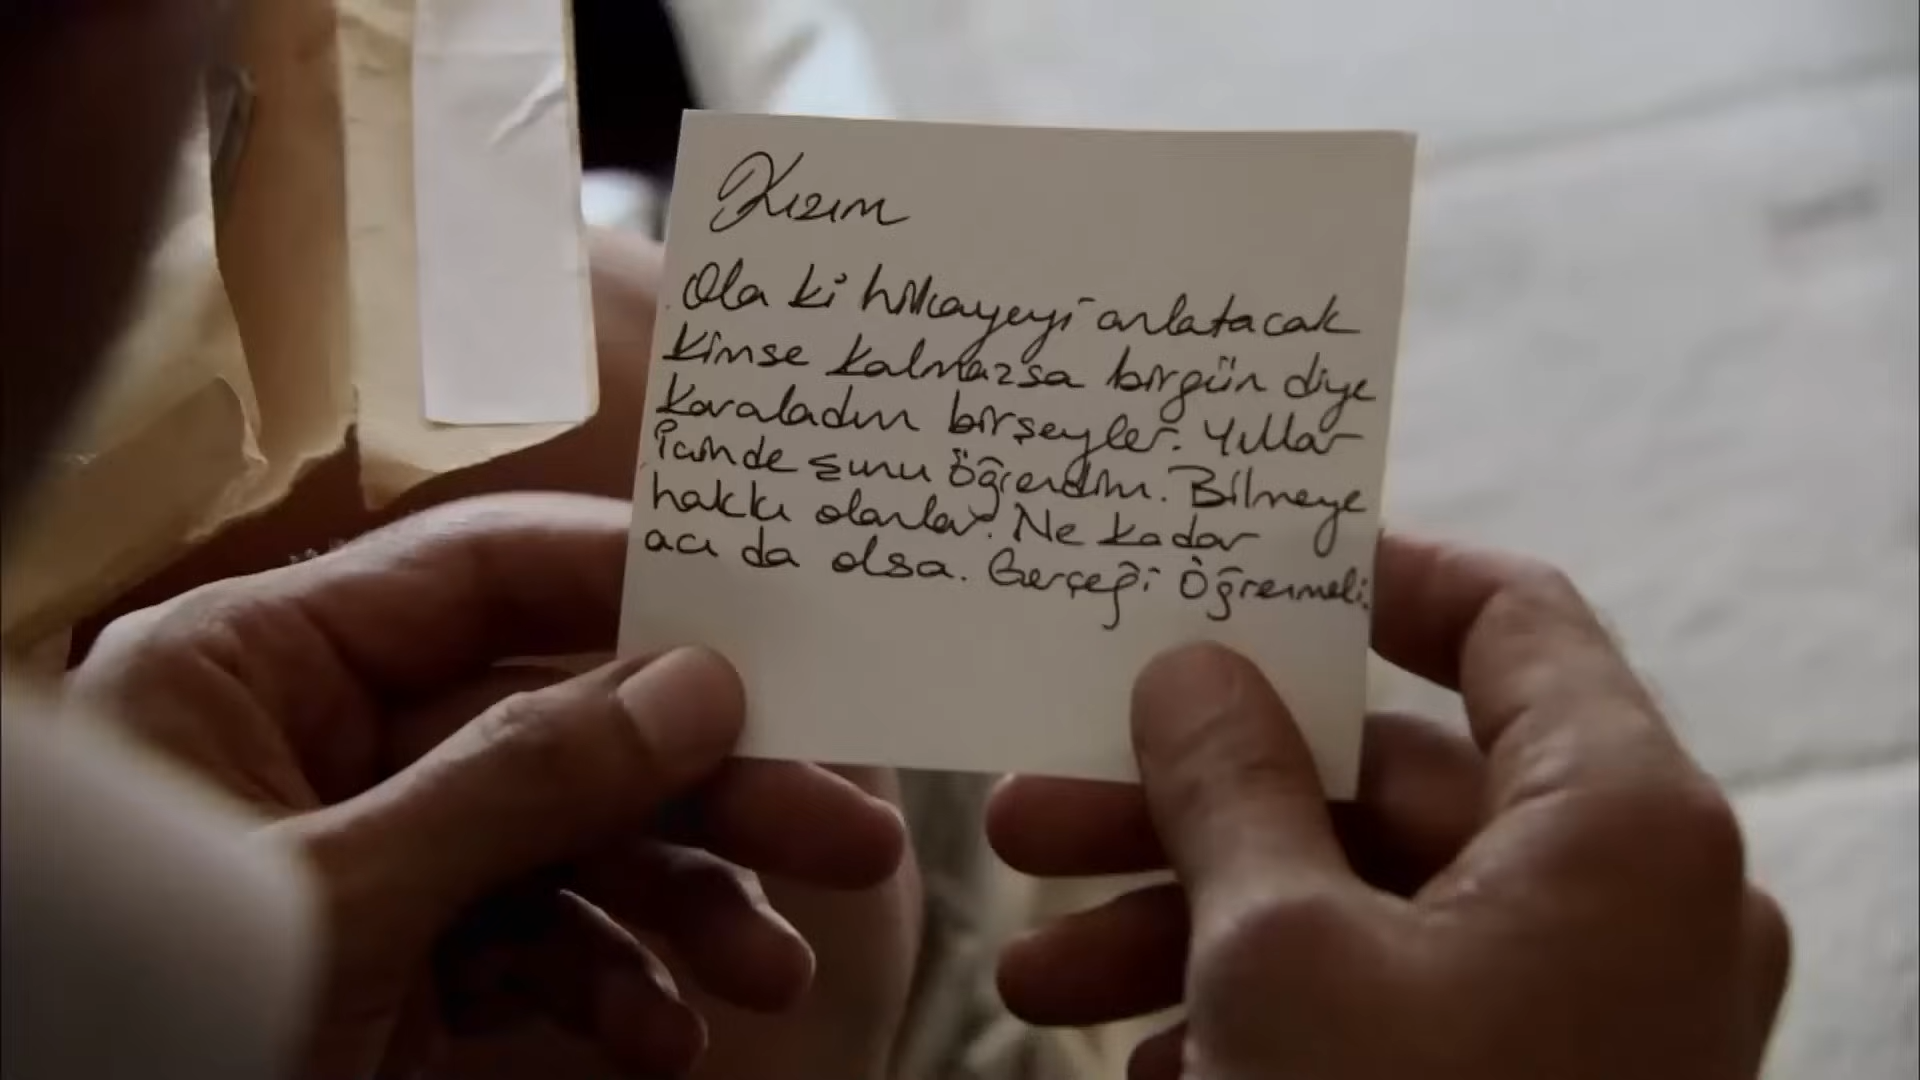 Kızım
Ola ki hikayeyi anlatacak
kimse kalmazsa birgün diye
karaladım birşeyler. Yıllar
içinde şunu öğrendim. Bilmeye
hakkı olanlar. Ne kadar
acı da olsa. Gerçeği öğrenmeli.